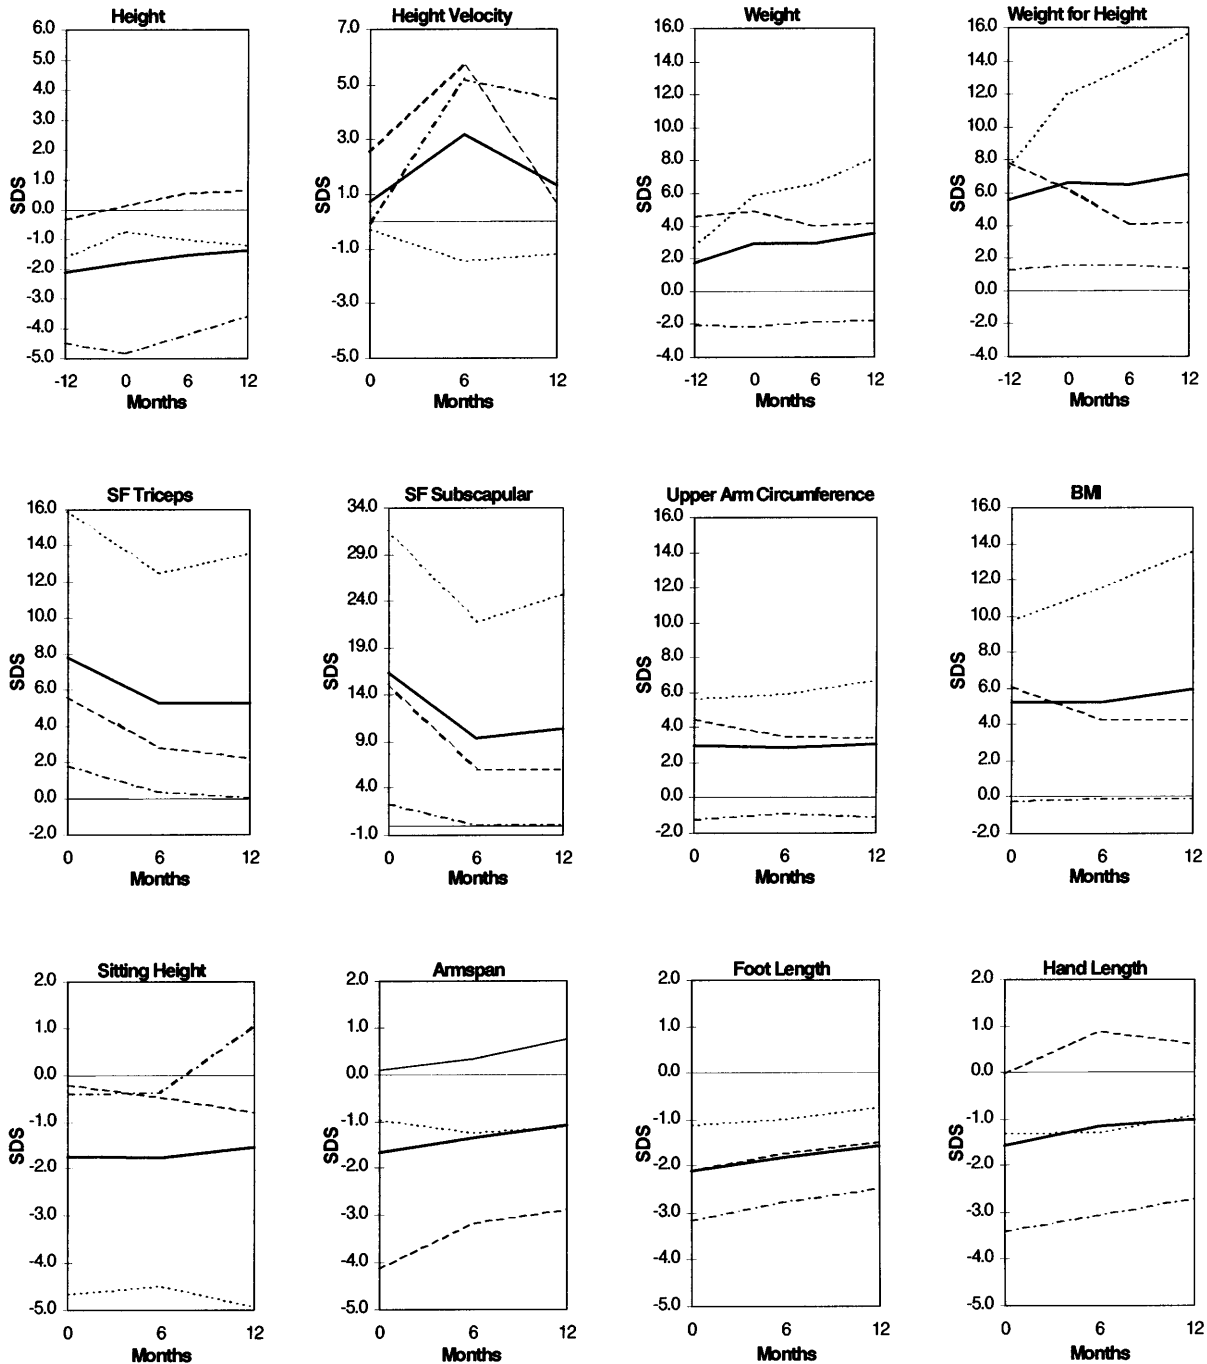 Height
6.0
5.0
4.0
3.0
2.0
1.0
0.0
-1.0
-2.0
-3.0
-4.0
-5.0
SDS
-12 0 6 12
Months
Height Velocity
7.0
5.0
3.0
1.0
-1.0
-3.0
-5.0
SDS
0 6 12
Months
Weight
16.0
14.0
12.0
10.0
8.0
6.0
4.0
2.0
0.0
-2.0
-4.0
SDS
-12 0 6 12
Months
Weight for Height
16.0
14.0
12.0
10.0
8.0
6.0
4.0
2.0
0.0
-2.0
-4.0
SDS
-12 0 6 12
Months
SF Triceps
16.0
14.0
12.0
10.0
8.0
6.0
4.0
2.0
0.0
-2.0
SDS
0 6 12
Months
SF Subscapular
34.0
29.0
24.0
19.0
14.0
9.0
4.0
-1.0
SDS
0 6 12
Months
Upper Arm Circumference
16.0
14.0
12.0
10.0
8.0
6.0
4.0
2.0
0.0
-2.0
SDS
0 6 12
Months
BMI
16.0
14.0
12.0
10.0
8.0
6.0
4.0
2.0
0.0
-2.0
SDS
0 6 12
Months
Sitting Height
2.0
1.0
0.0
-1.0
-2.0
-3.0
-4.0
-5.0
SDS
0 6 12
Months
Armspan
2.0
1.0
0.0
-1.0
-2.0
-3.0
-4.0
-5.0
SDS
0 6 12
Months
Foot Length
2.0
1.0
0.0
-1.0
-2.0
-3.0
-4.0
-5.0
SDS
0 6 12
Months
Hand Length
2.0
1.0
0.0
-1.0
-2.0
-3.0
-4.0
-5.0
SDS
0 6 12
Months